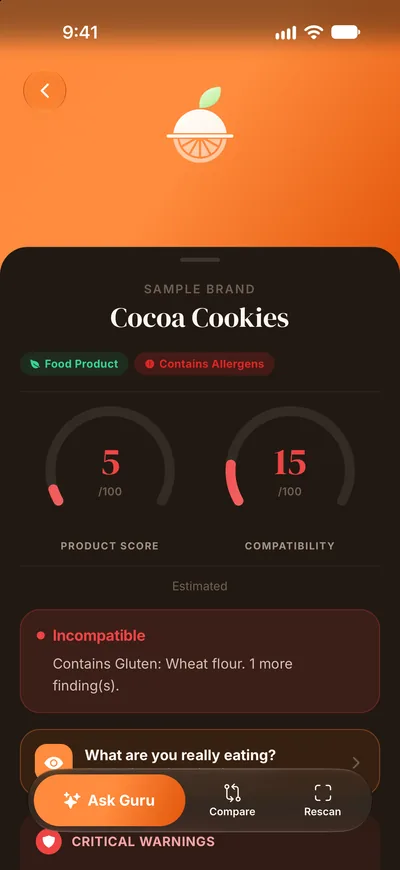 9:41
SAMPLE BRAND
Cocoa Cookies
Food Product
Contains Allergens
5
/100
15
/100
PRODUCT SCORE
COMPATIBILITY
Estimated
Incompatible
Contains Gluten: Wheat flour. 1 more
finding(s).
What are you really eating?
Ask Guru
Compare
Rescan
CRITICAL WARNINGS